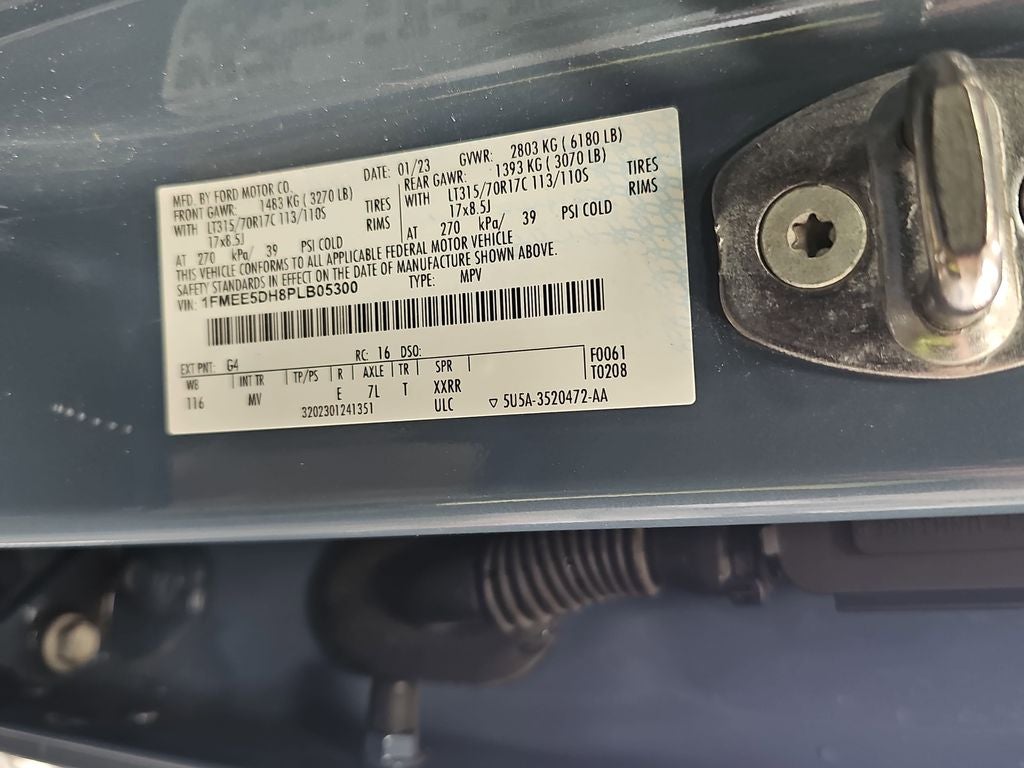 MFD. BY FORD MOTOR CO. DATE: 01/23 GVWR: 2803 KG ( 6180 LB)
FRONT GAWR: 1483 KG ( 3270 LB) REAR GAWR: 1393 KG ( 3070 LB)
WITH LT315/70R17C 113/110S TIRES WITH LT315/70R17C 113/110S TIRES
17x8.5J RIMS 17x8.5J RIMS
AT 270 kPa/ 39 PSI COLD AT 270 kPa/ 39 PSI COLD
THIS VEHICLE CONFORMS TO ALL APPLICABLE FEDERAL MOTOR VEHICLE
SAFETY STANDARDS IN EFFECT ON THE DATE OF MANUFACTURE SHOWN ABOVE.
VIN: 1FMEE5DH8PLB05300 TYPE: MPV
EXT PNT: G4 RC: 16 DSO: F0061
WB INT TR TP/PS R AXLE TR SPR T0208
116 MV E 7L T XXRR
3202301241351 ULC ▽ 5U5A-3520472-AA